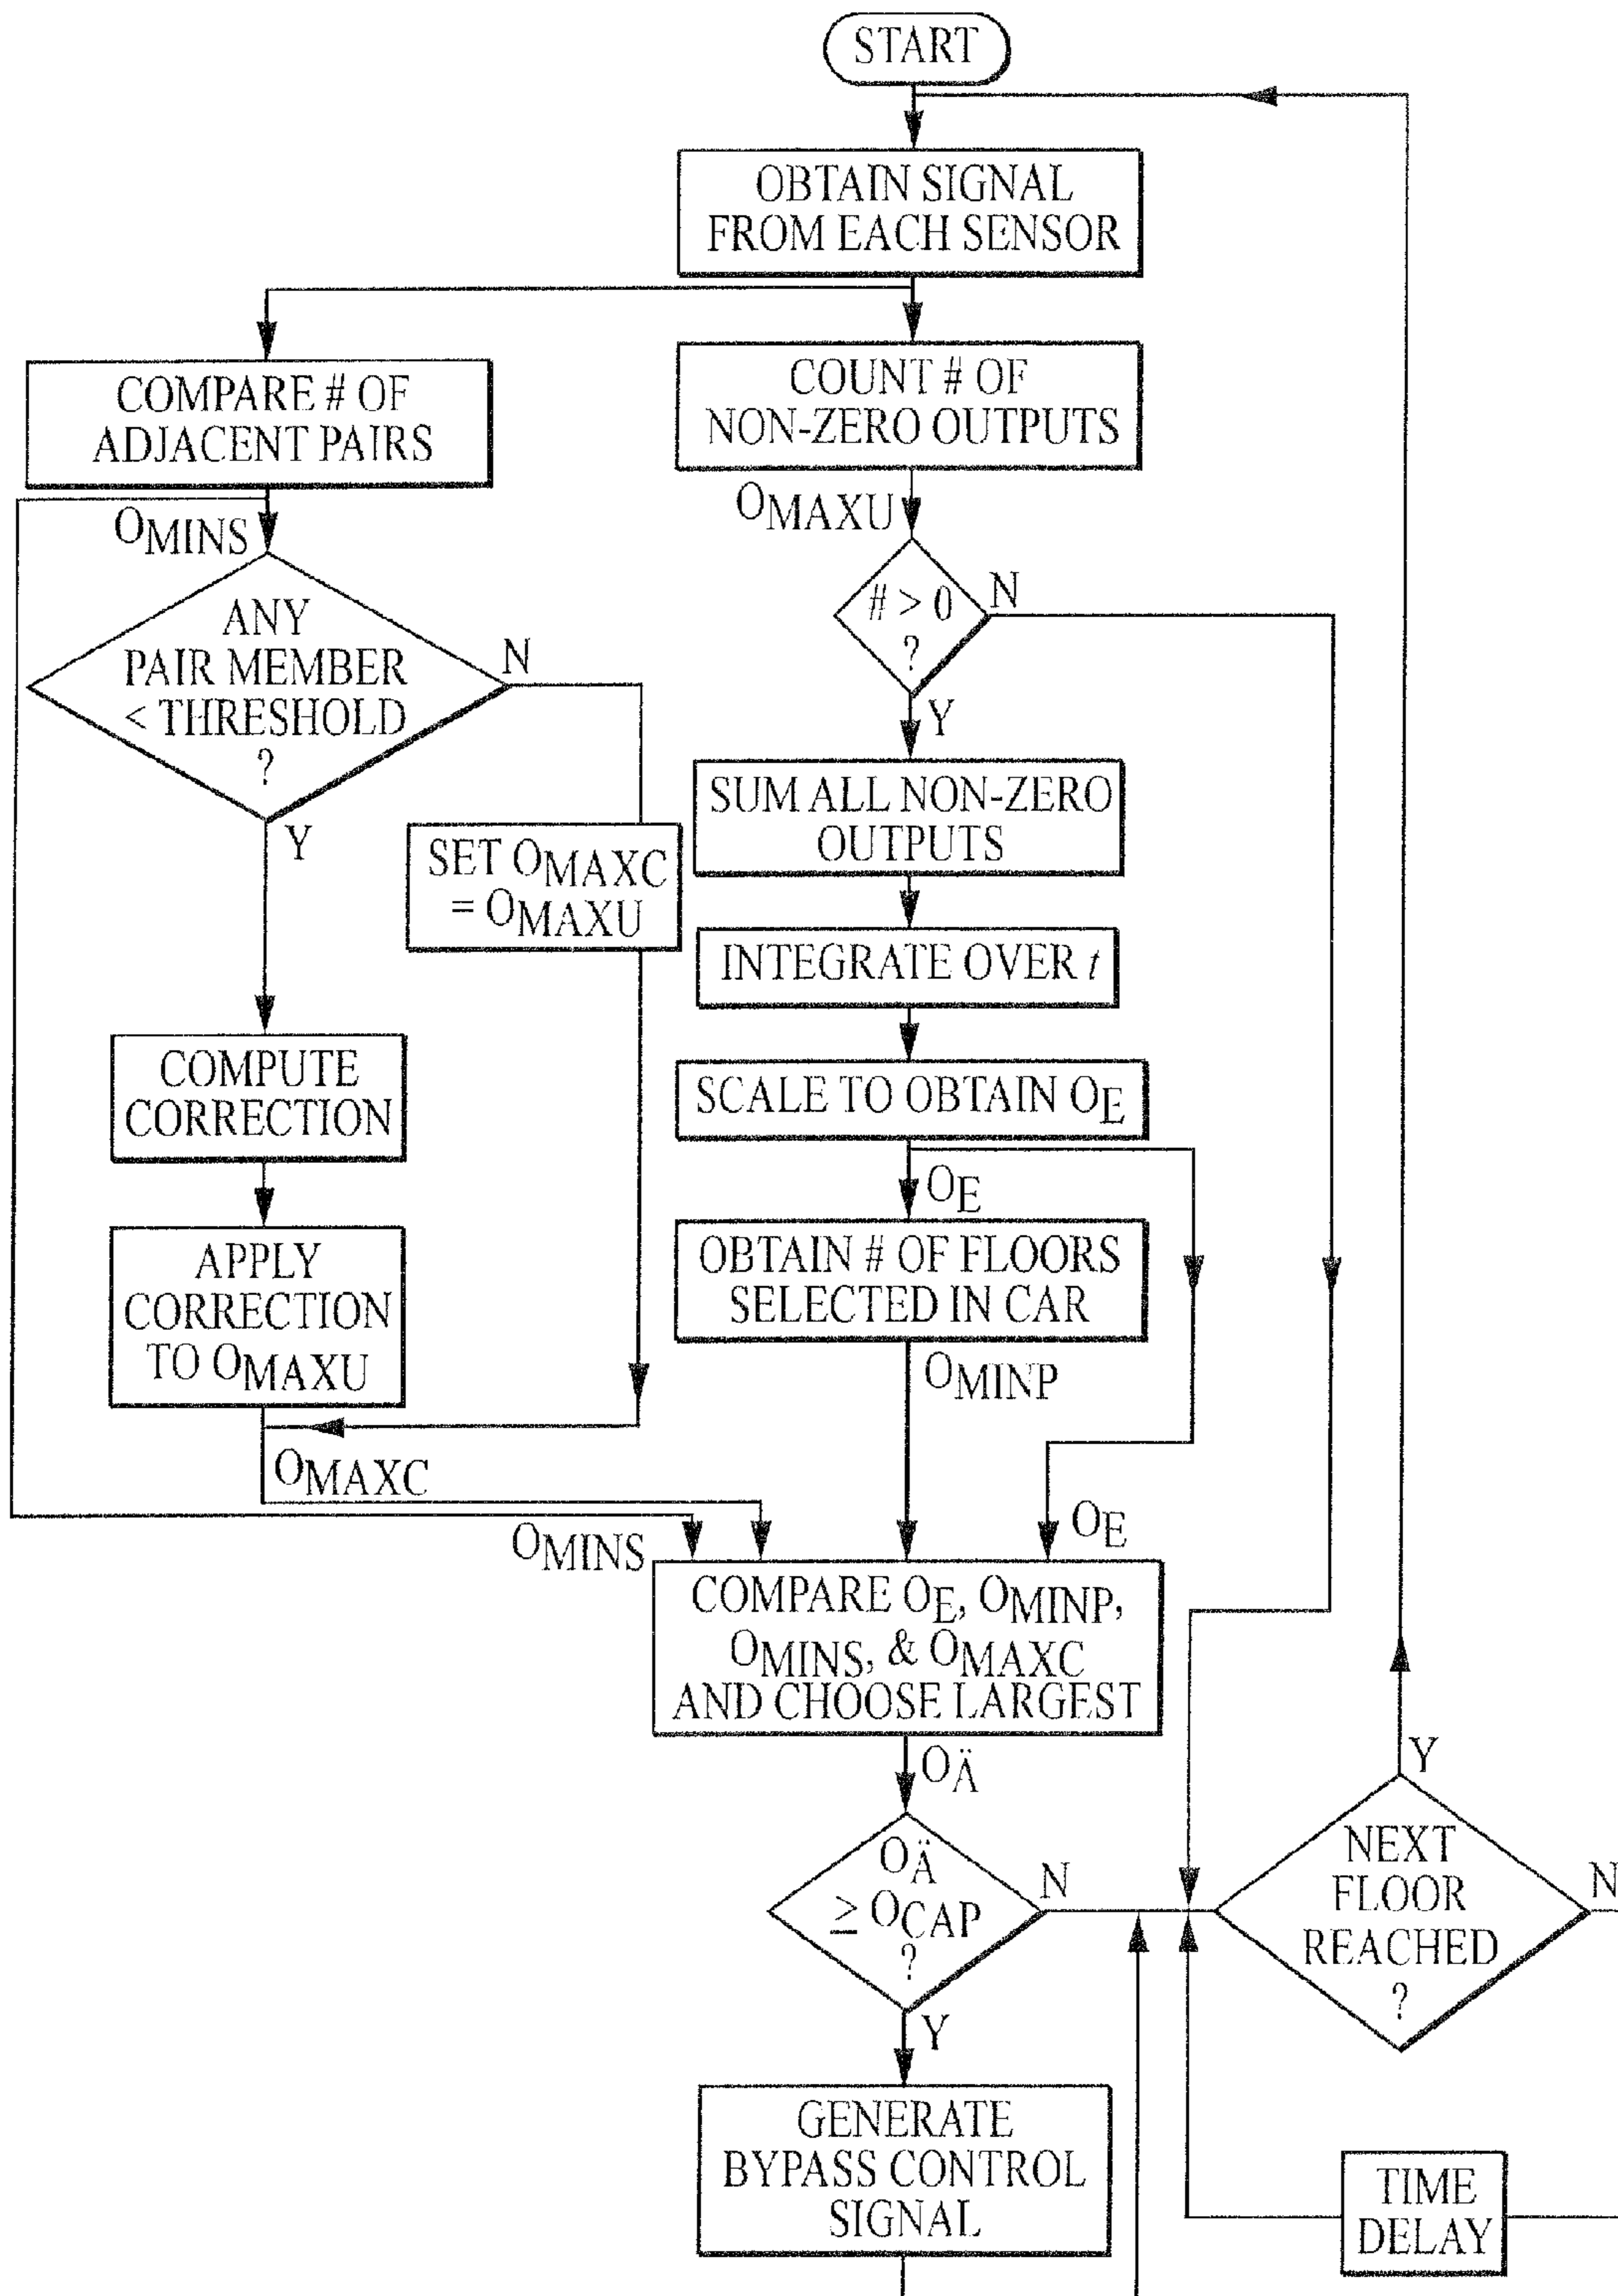 START
OBTAIN SIGNAL
FROM EACH SENSOR
COMPARE # OF
ADJACENT PAIRS
COUNT # OF
NON-ZERO OUTPUTS
OMINS
OMAXU
# > 0
?
N
Y
ANY
PAIR MEMBER
< THRESHOLD
?
N
Y
SET OMAXC
= OMAXU
SUM ALL NON-ZERO
OUTPUTS
INTEGRATE OVER t
SCALE TO OBTAIN OE
COMPUTE
CORRECTION
OE
OBTAIN # OF FLOORS
SELECTED IN CAR
APPLY
CORRECTION
TO OMAXU
OMINP
OMAXC
OMINS
OE
COMPARE OE, OMINP,
OMINS, & OMAXC
AND CHOOSE LARGEST
OÄ
OÄ
≥ OCAP
?
N
Y
NEXT
FLOOR
REACHED
?
Y
N
GENERATE
BYPASS CONTROL
SIGNAL
TIME
DELAY